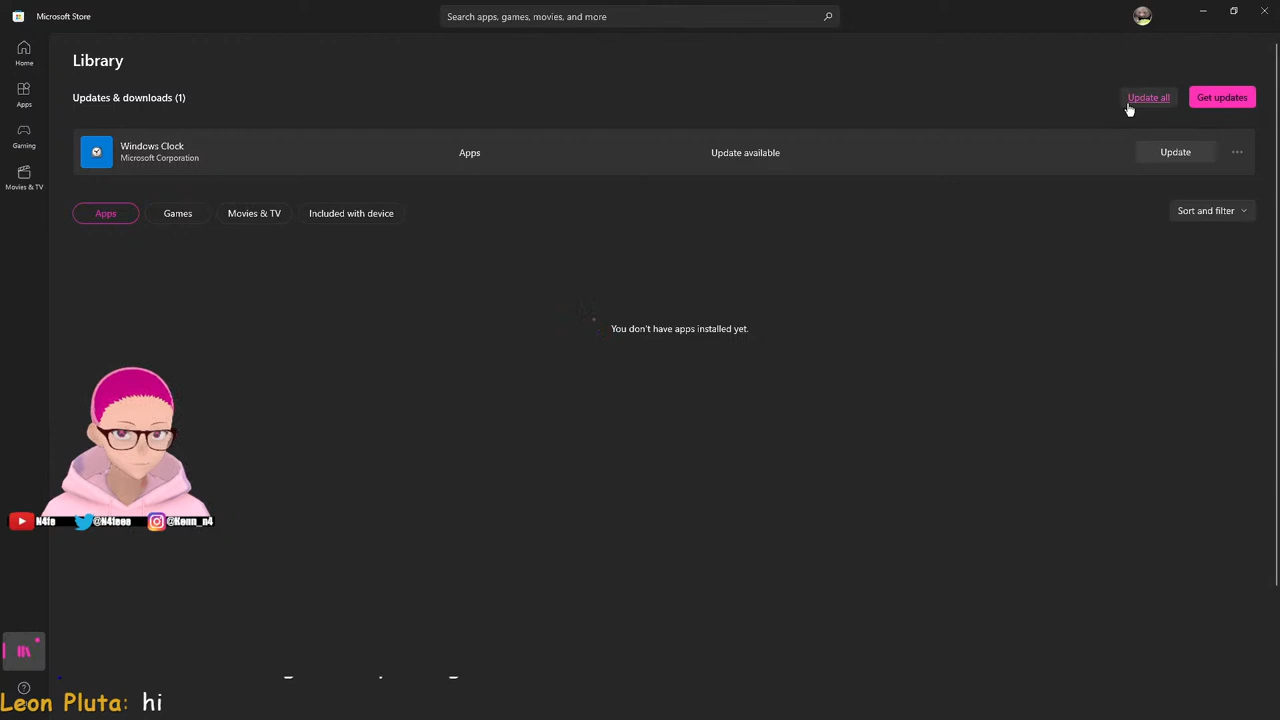 Microsoft Store
Search apps, games, movies, and more
Home
Apps
Gaming
Movies & TV
Library
Updates & downloads (1)
Update all
Get updates
Windows Clock
Microsoft Corporation
Apps
Update available
Update
Apps
Games
Movies & TV
Included with device
Sort and filter
You don't have apps installed yet.
@N4feee
@Kenn_n4
Leon Pluta: hi